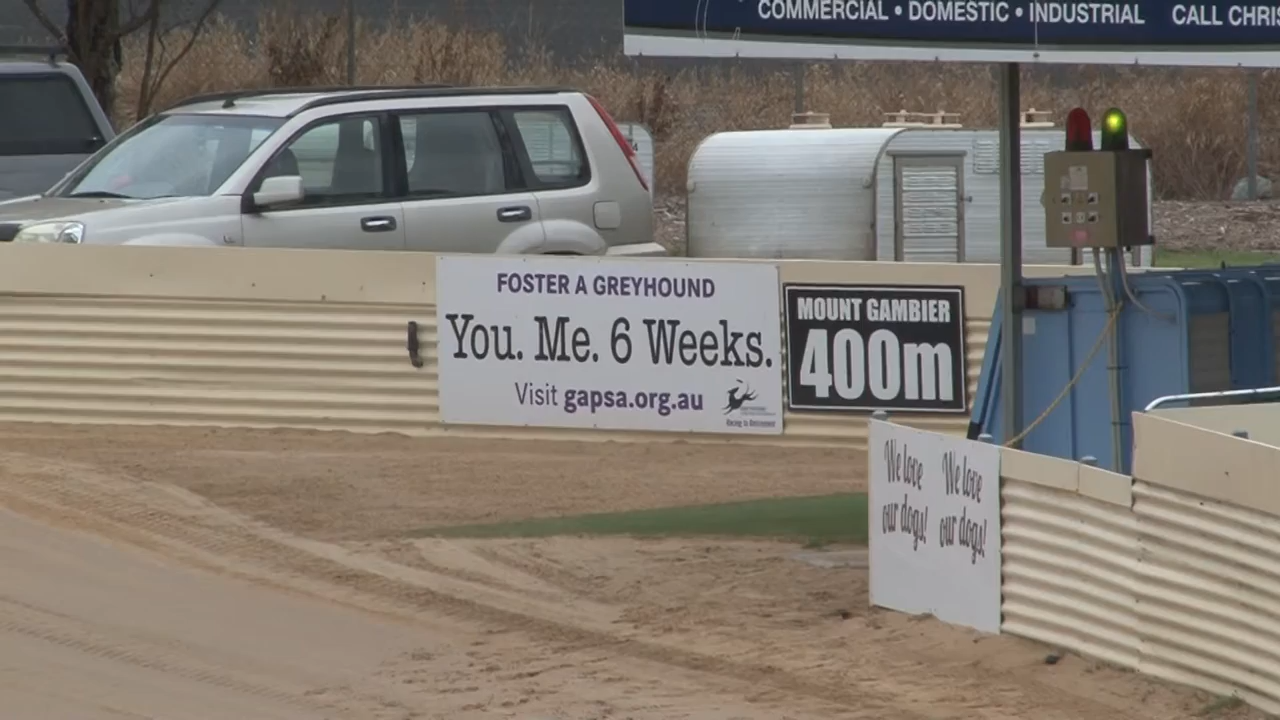 COMMERCIAL • DOMESTIC • INDUSTRIAL CALL CHRIS
FOSTER A GREYHOUND
You. Me. 6 Weeks.
Visit gapsa.org.au
MOUNT GAMBIER
400m
We love
our dogs!
We love
our dogs!